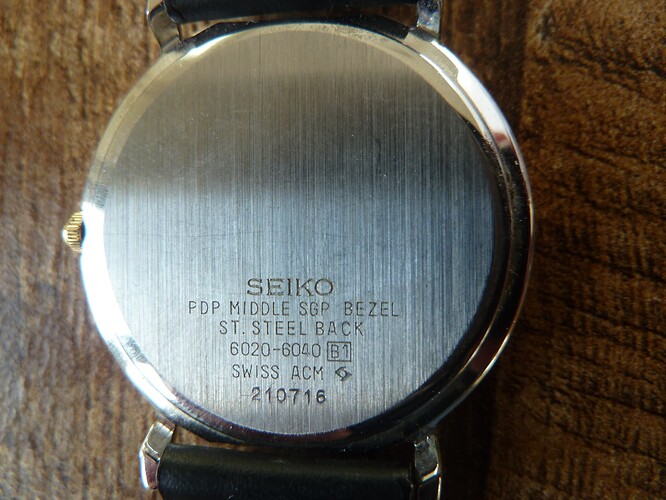 SEIKO
PDP MIDDLE SGP BEZEL
ST. STEEL BACK
6020-6040 B1
SWISS ACM
210716